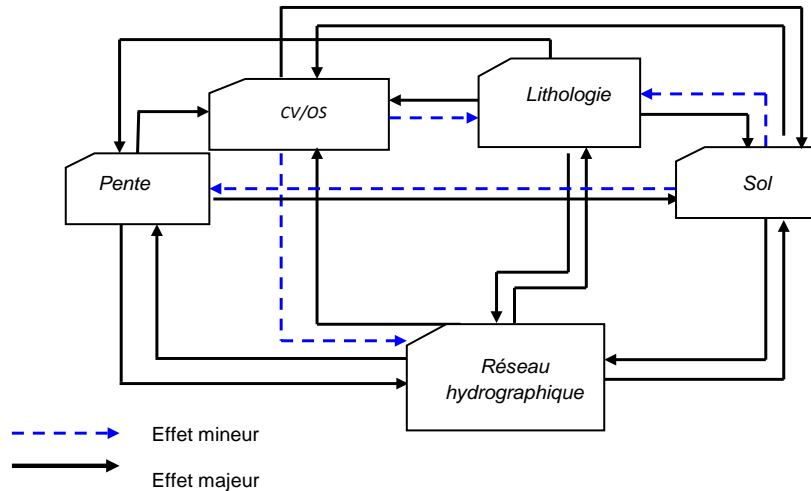 Lithologie
CV/OS
Pente
Sol
Réseau
hydrographique
Effet mineur
Effet majeur